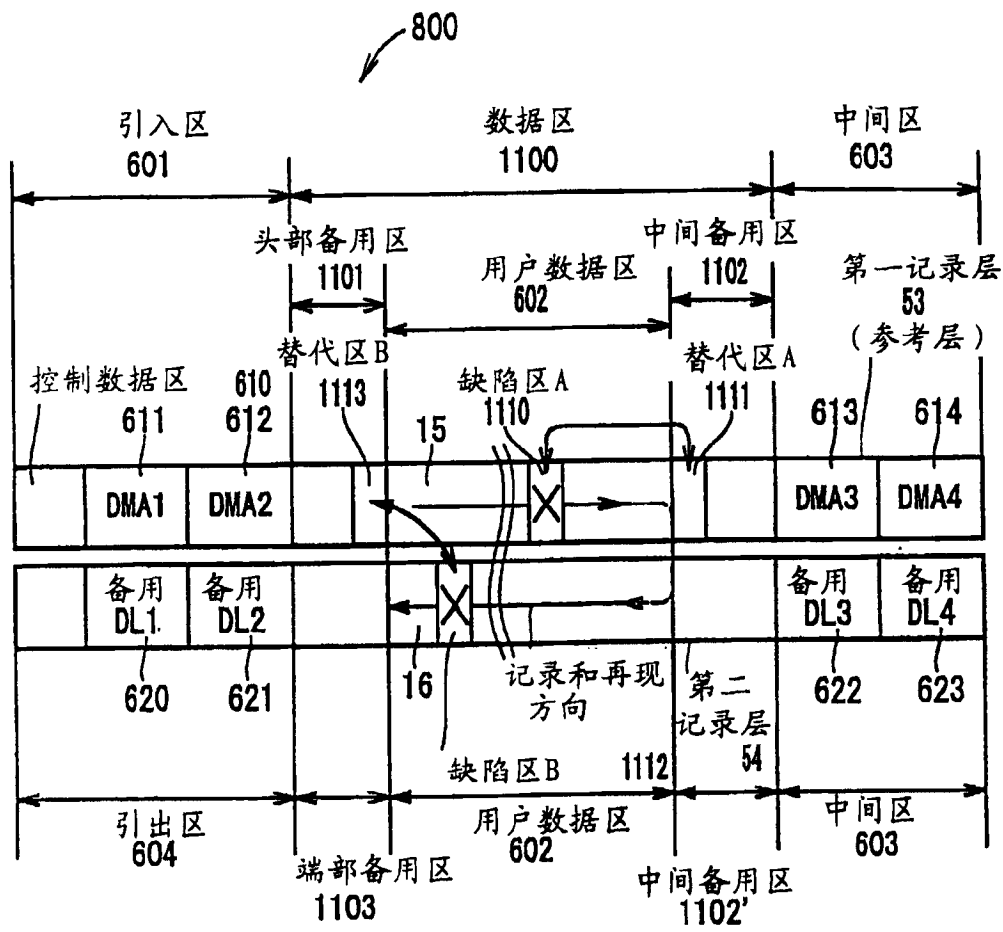 800
引入区
601
数据区
1100
中间区
603
头部备用区
1101
用户数据区
602
中间备用区
1102
第一记录层
53
(参考层)
控制数据区
611
610
612
替代区B
1113
15
缺陷区A
1110
替代区A
1111
613
614
DMA1
DMA2
DMA3
DMA4
备用
DL1
备用
DL2
备用
DL3
备用
DL4
620
621
16
记录和再现
方向
第二
记录层
54
622
623
缺陷区B
1112
引出区
604
端部备用区
1103
用户数据区
602
中间备用区
1102'
中间区
603